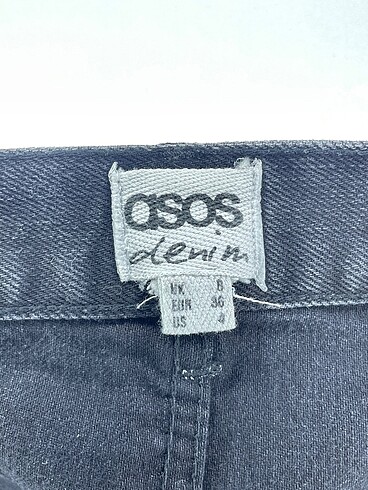 asos
denim
UK 8
EUR 36
US 4